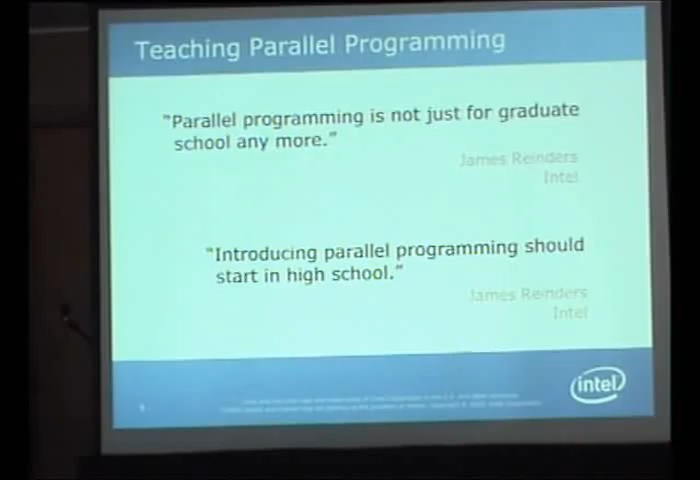 Teaching Parallel Programming
"Parallel programming is not just for graduate
school any more."
James Reinders
Intel
"Introducing parallel programming should
start in high school."
James Reinders
Intel
intel